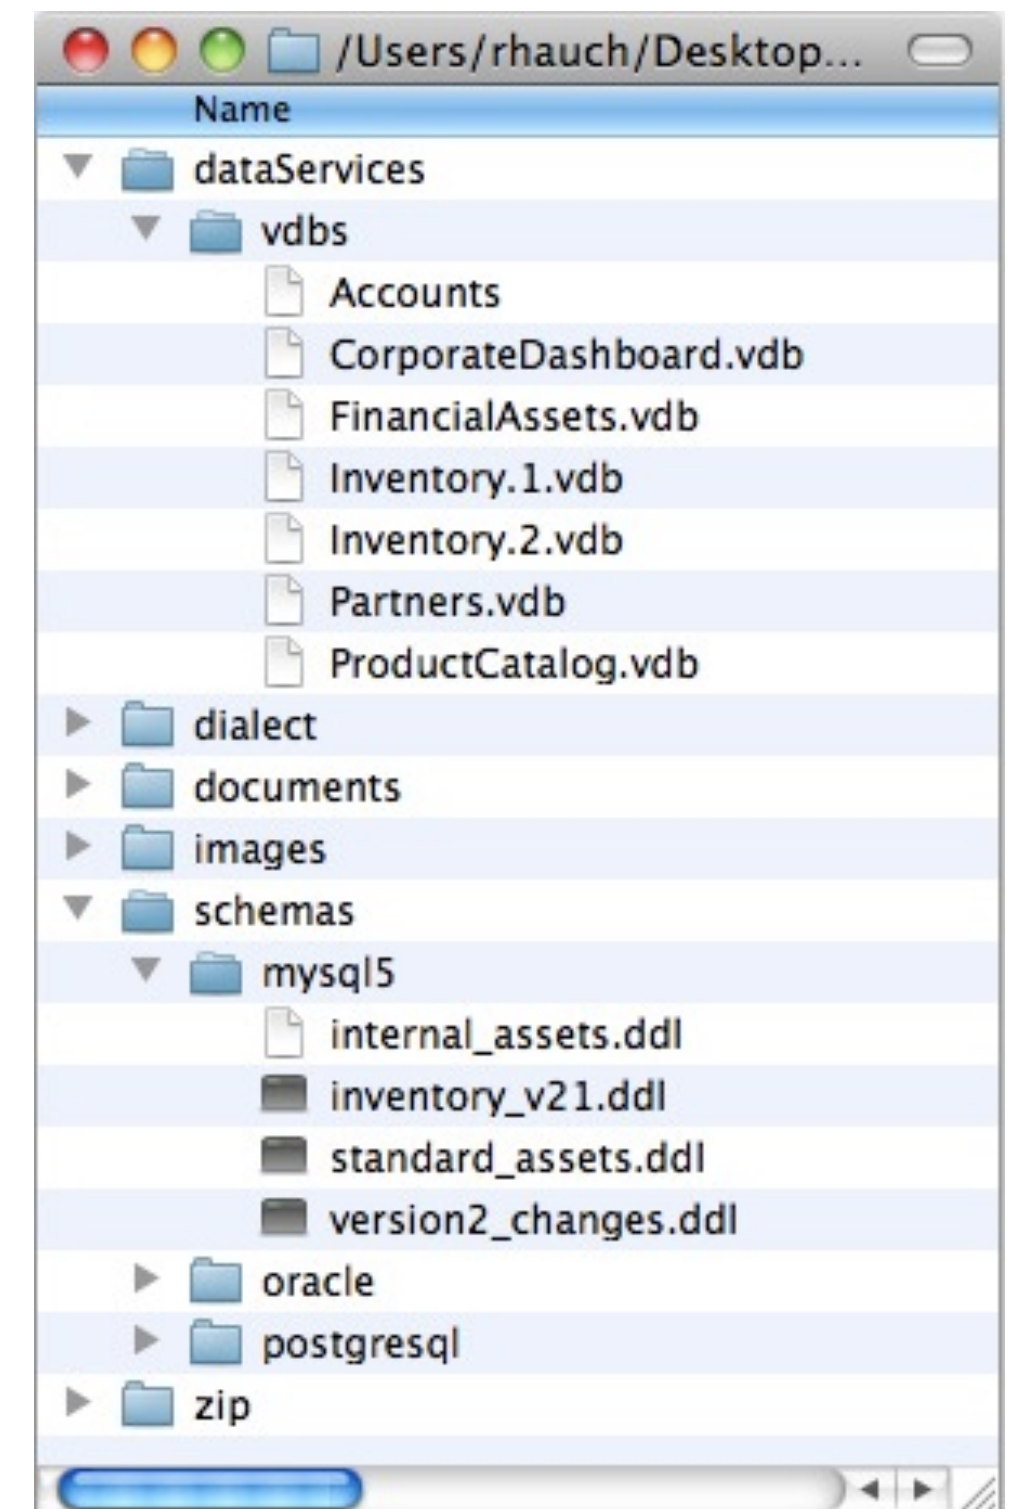 /Users/rhauch/Desktop...
Name
dataServices
vdbs
Accounts
CorporateDashboard.vdb
FinancialAssets.vdb
Inventory.1.vdb
Inventory.2.vdb
Partners.vdb
ProductCatalog.vdb
dialect
documents
images
schemas
mysql5
internal_assets.ddl
inventory_v21.ddl
standard_assets.ddl
version2_changes.ddl
oracle
postgresql
zip